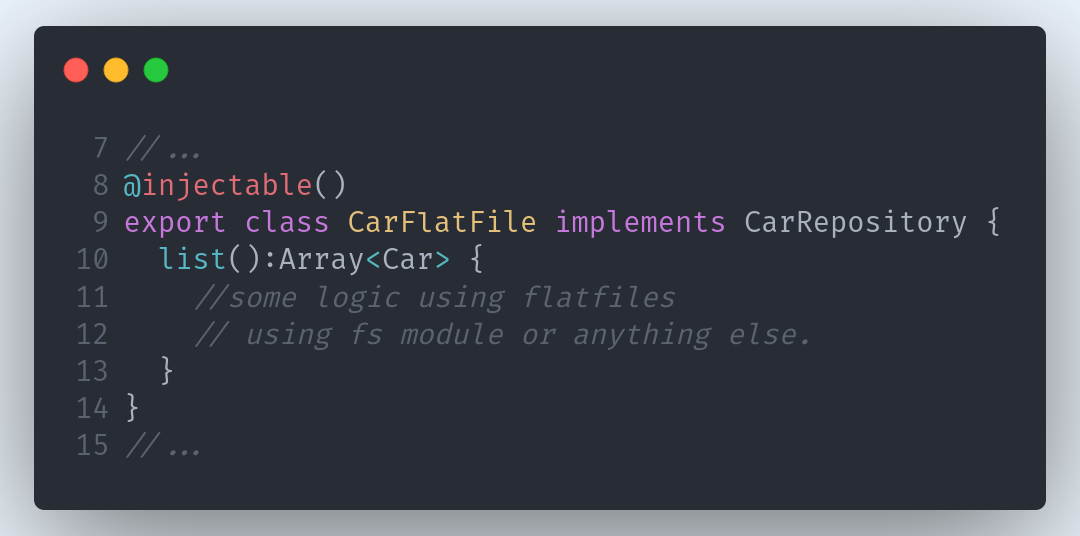 7 //...
8 @injectable()
9 export class CarFlatFile implements CarRepository {
10   list():Array<Car> {
11     //some logic using flatfiles
12     // using fs module or anything else.
13   }
14 }
15 //...